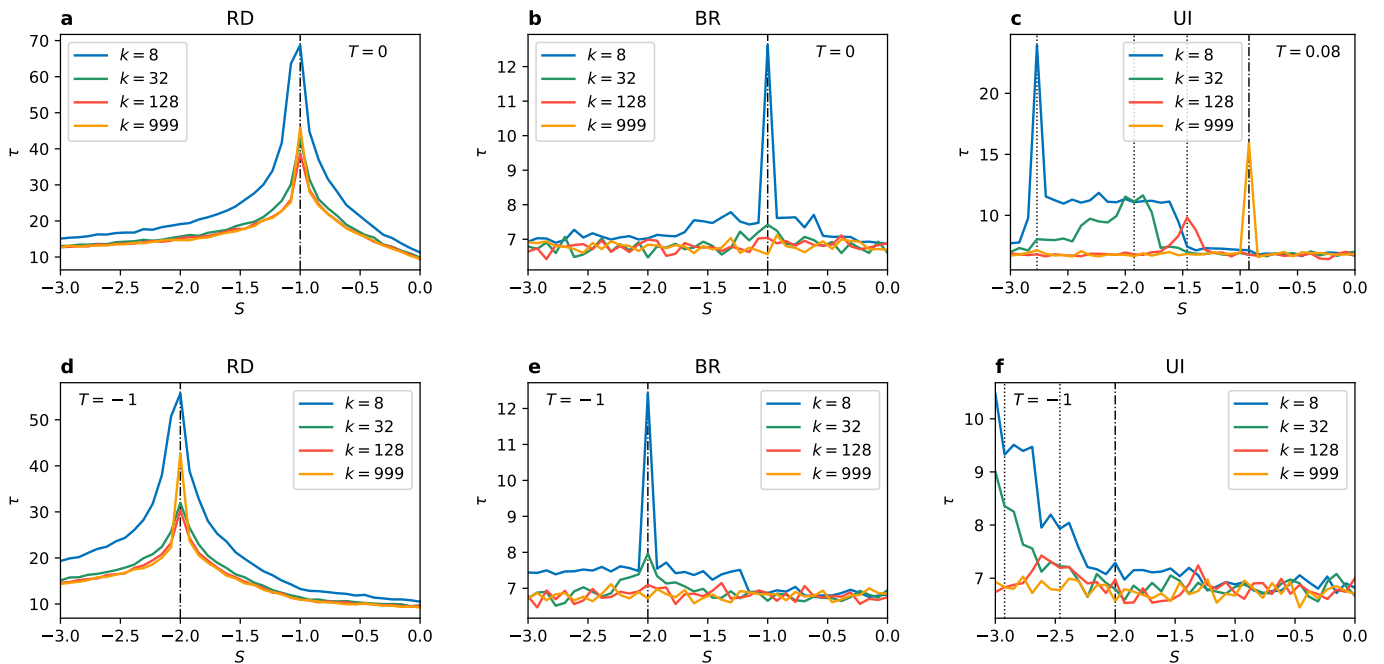 a RD
T = 0
k = 8
k = 32
k = 128
k = 999
70
60
50
40
30
20
10
τ
−3.0 −2.5 −2.0 −1.5 −1.0 −0.5 0.0
S
b BR
T = 0
k = 8
k = 32
k = 128
k = 999
12
11
10
9
8
7
τ
−3.0 −2.5 −2.0 −1.5 −1.0 −0.5 0.0
S
c UI
T = 0.08
k = 8
k = 32
k = 128
k = 999
20
15
10
τ
−3.0 −2.5 −2.0 −1.5 −1.0 −0.5 0.0
S
d RD
T = −1
k = 8
k = 32
k = 128
k = 999
50
40
30
20
10
τ
−3.0 −2.5 −2.0 −1.5 −1.0 −0.5 0.0
S
e BR
T = −1
k = 8
k = 32
k = 128
k = 999
12
11
10
9
8
7
τ
−3.0 −2.5 −2.0 −1.5 −1.0 −0.5 0.0
S
f UI
T = −1
k = 8
k = 32
k = 128
k = 999
10
9
8
7
τ
−3.0 −2.5 −2.0 −1.5 −1.0 −0.5 0.0
S